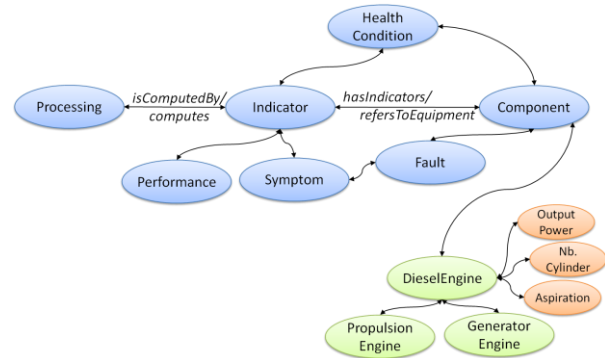 Health
Condition
Processing
isComputedBy/
computes
Indicator
hasIndicators/
refersToEquipment
Component
Performance
Symptom
Fault
Output
Power
Nb.
Cylinder
Aspiration
DieselEngine
Propulsion
Engine
Generator
Engine